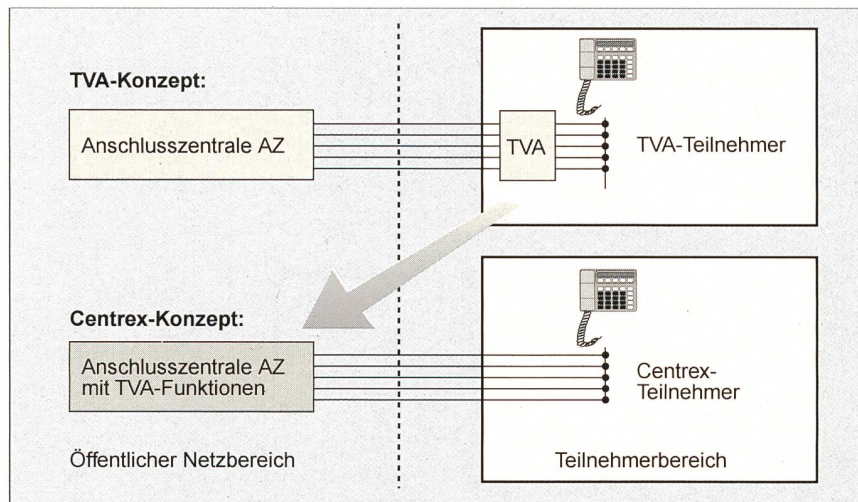 TVA-Konzept:
Anschlusszentrale AZ
TVA
TVA-Teilnehmer
Centrex-Konzept:
Anschlusszentrale AZ
mit TVA-Funktionen
Centrex-
Teilnehmer
Öffentlicher Netzbereich
Teilnehmerbereich